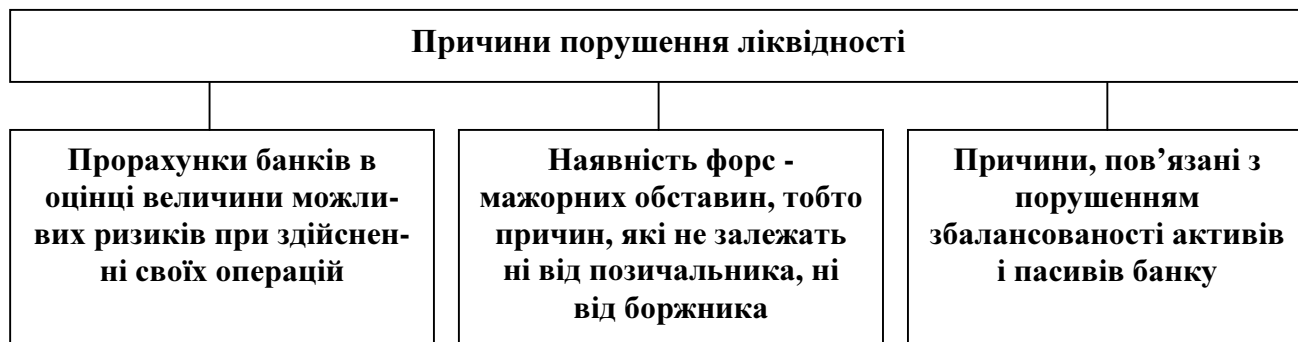 Причини порушення ліквідності
Прорахунки банків в
оцінці величини можли-
вих ризиків при здійснен-
ні своїх операцій
Наявність форс -
мажорних обставин, тобто
причин, які не залежать
ні від позичальника, ні
від боржника
Причини, пов’язані з
порушенням
збалансованості активів
і пасивів банку